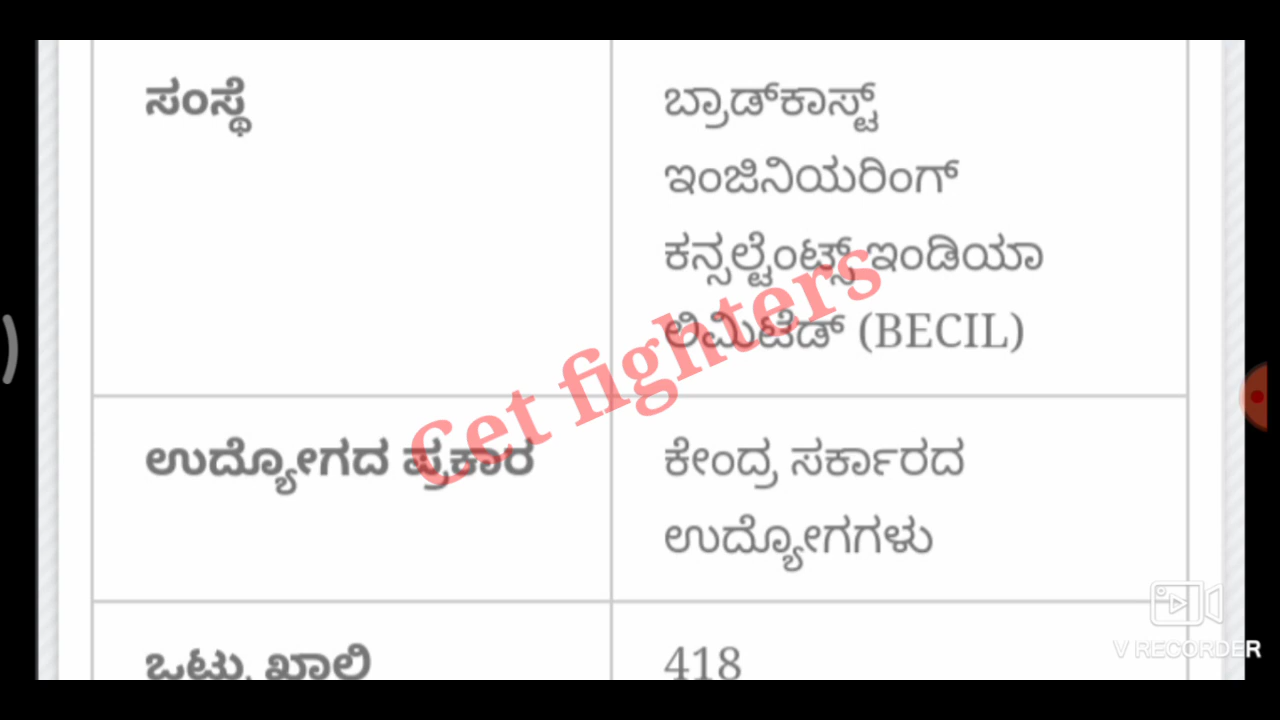 ಸಂಸ್ಥೆ
ಬ್ರಾಡ್‌ಕಾಸ್ಟ್
ಇಂಜಿನಿಯರಿಂಗ್
ಕನ್ಸಲ್ಟೆಂಟ್ಸ್ ಇಂಡಿಯಾ
ಲಿಮಿಟೆಡ್ (BECIL)
Cet fighters
ಉದ್ಯೋಗದ ಪ್ರಕಾರ
ಕೇಂದ್ರ ಸರ್ಕಾರದ
ಉದ್ಯೋಗಗಳು
ಒಟ್ಟು ಖಾಲಿ
418
V RECORDER